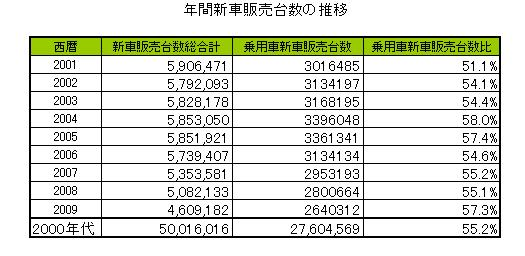 年間新車販売台数の推移
西暦 新車販売台数総合計 乗用車新車販売台数 乗用車新車販売台数比
2001 5,906,471 3016485 51.1%
2002 5,792,093 3134197 54.1%
2003 5,828,178 3168195 54.4%
2004 5,853,050 3396048 58.0%
2005 5,851,921 3361341 57.4%
2006 5,739,407 3134134 54.6%
2007 5,353,581 2953193 55.2%
2008 5,082,133 2800664 55.1%
2009 4,609,182 2640312 57.3%
2000年代 50,016,016 27,604,569 55.2%